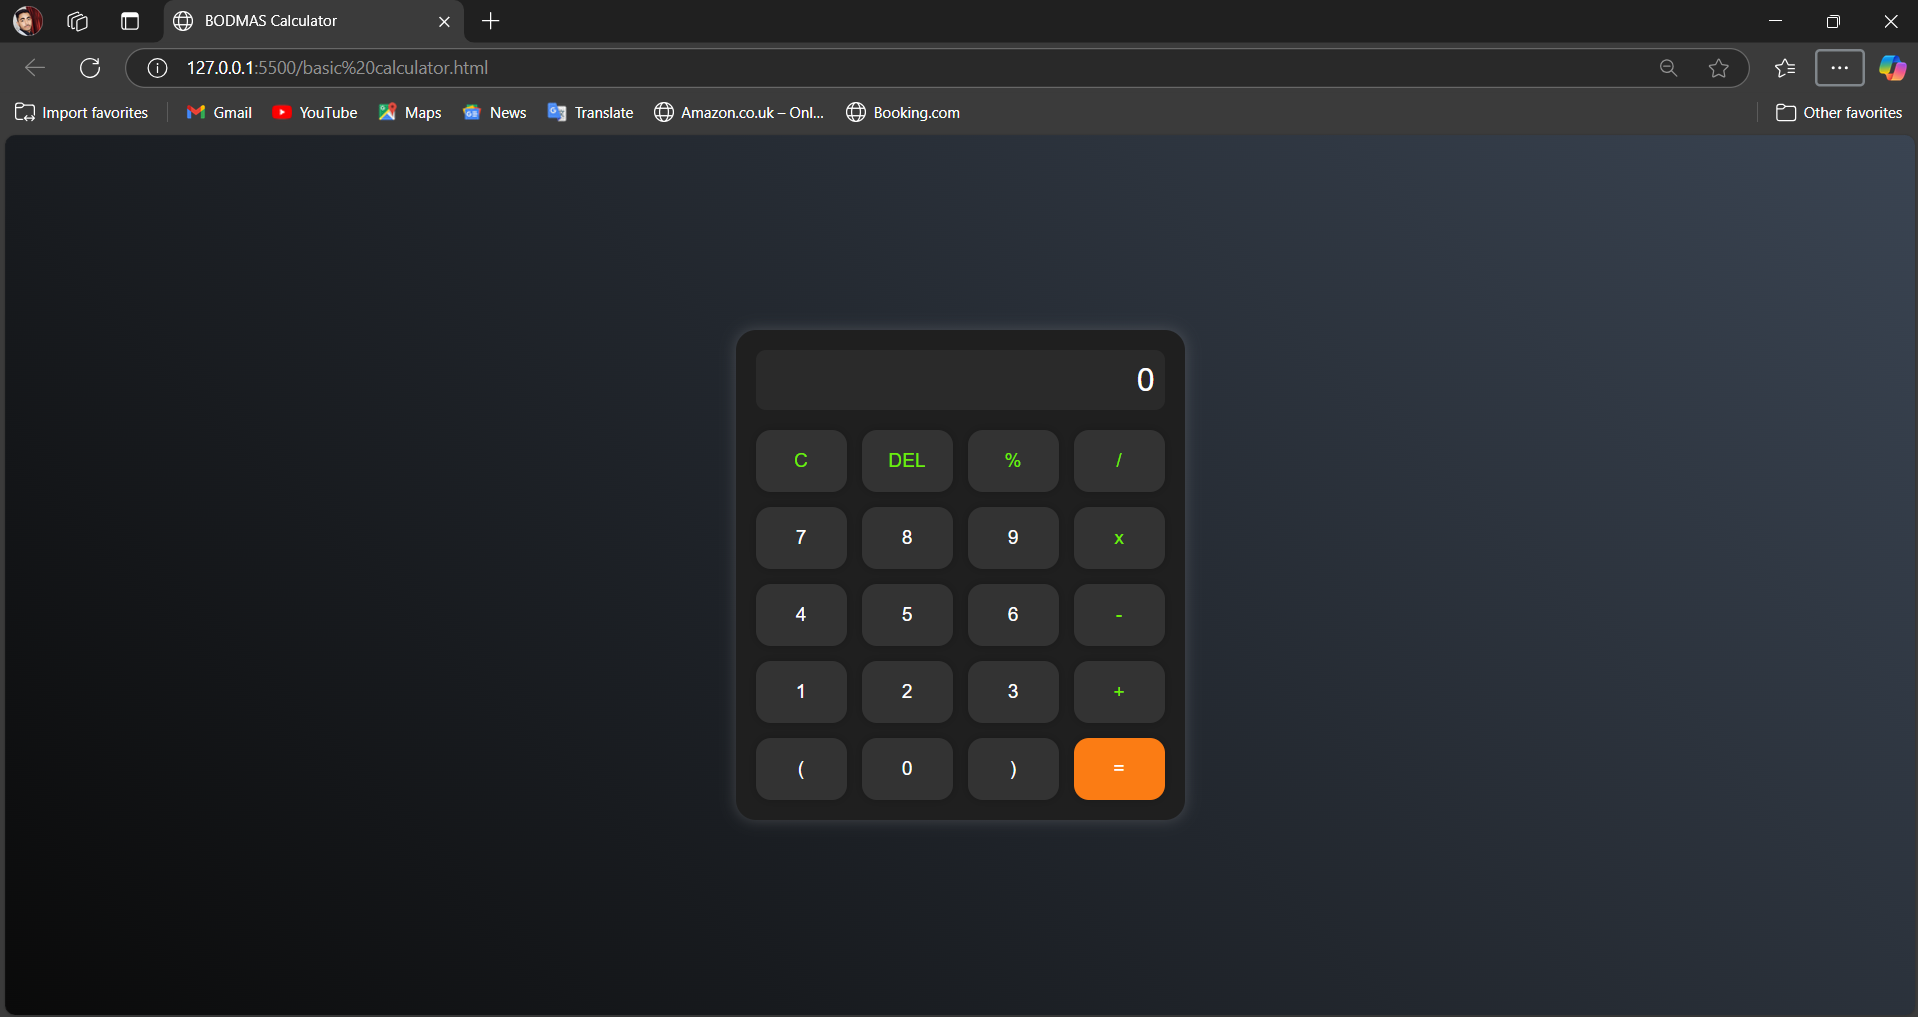 BODMAS Calculator
127.0.0.1:5500/basic%20calculator.html
Import favorites Gmail YouTube Maps News Translate Amazon.co.uk – Onl... Booking.com Other favorites
0
C DEL % /
7 8 9 x
4 5 6 -
1 2 3 +
( 0 ) =